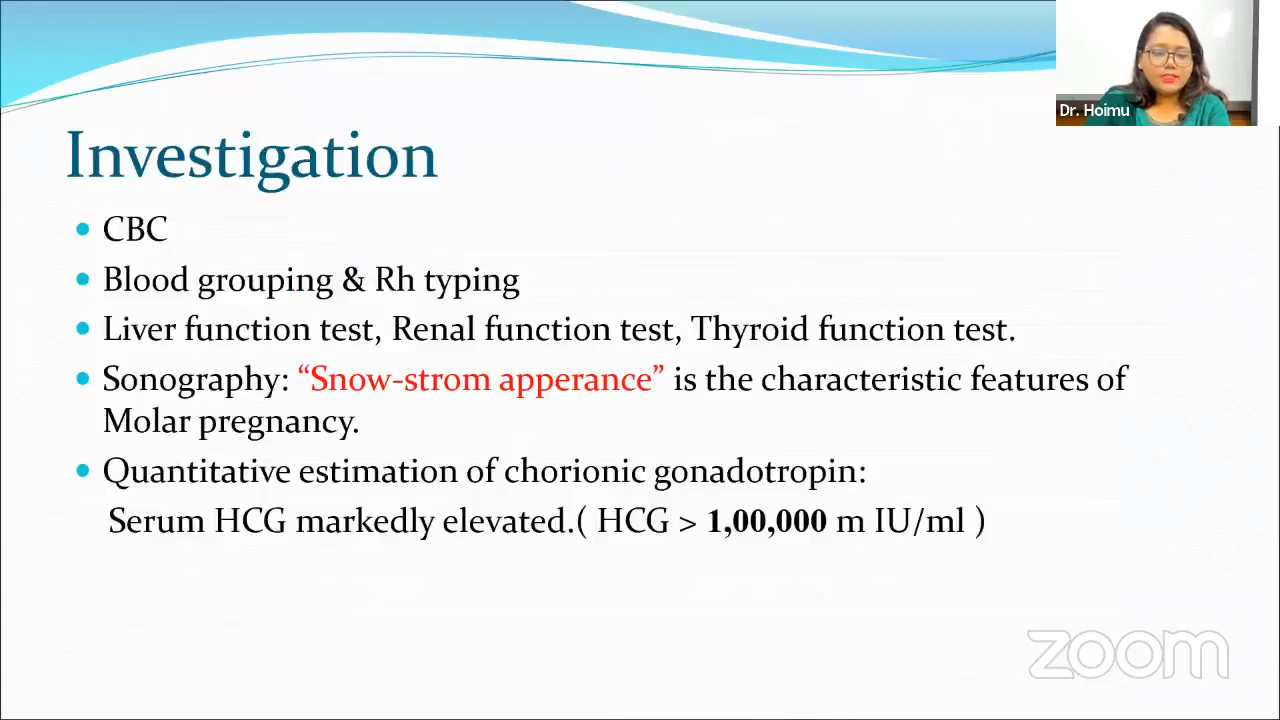 Dr. Hoimu
Investigation
CBC
Blood grouping & Rh typing
Liver function test, Renal function test, Thyroid function test.
Sonography: “Snow-strom apperance” is the characteristic features of
Molar pregnancy.
Quantitative estimation of chorionic gonadotropin:
Serum HCG markedly elevated.( HCG > 1,00,000 m IU/ml )
zoom